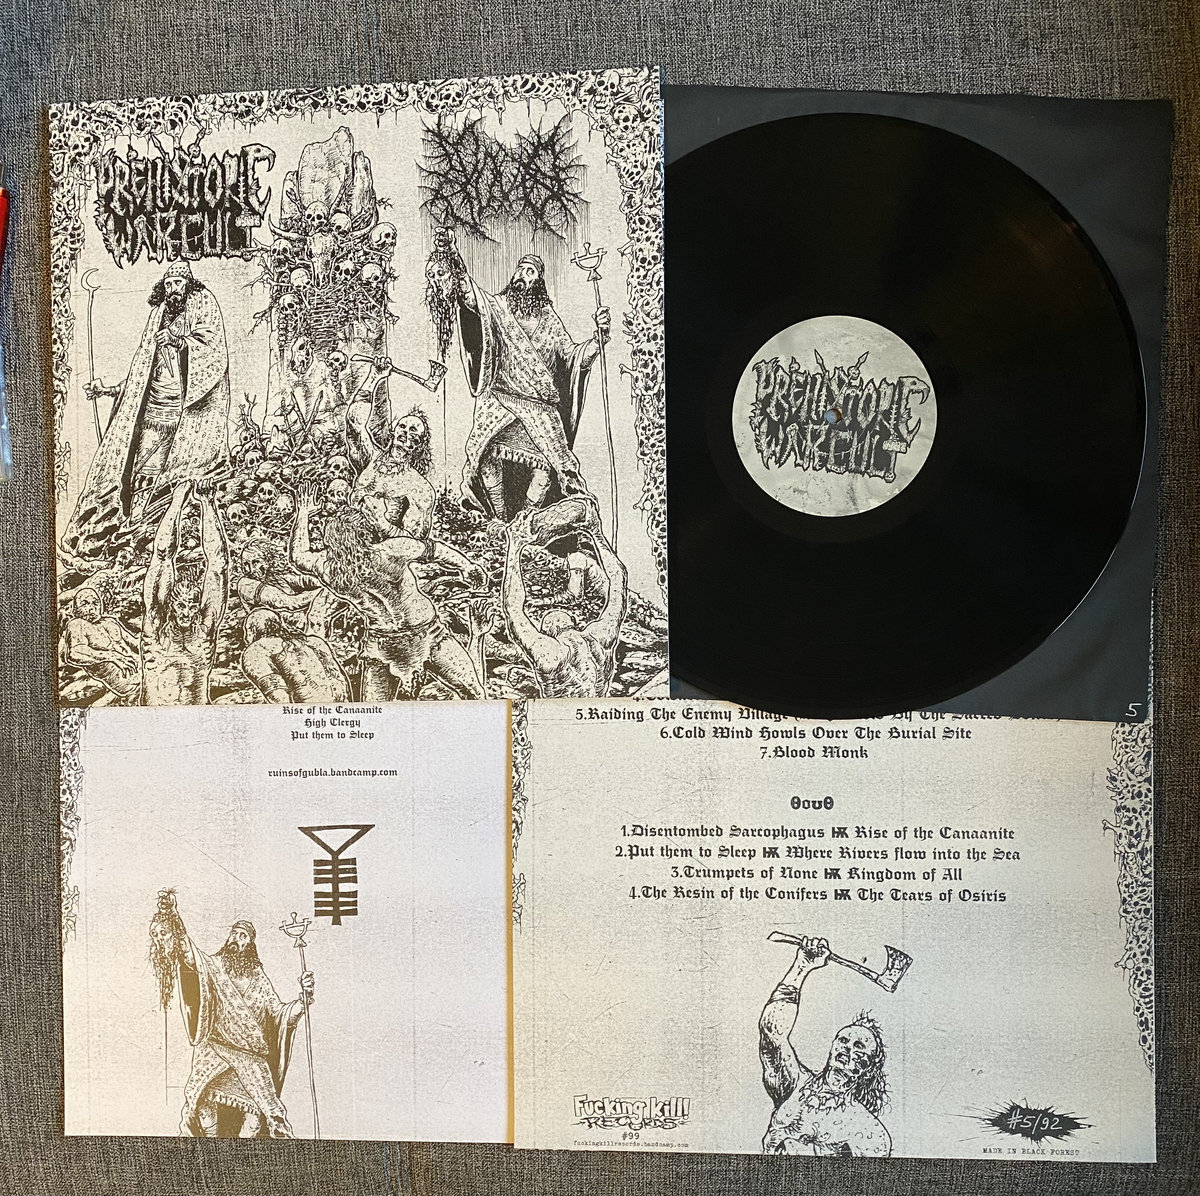 PREHISTORIC
WAR CULT
PREHISTORIC
WAR CULT
5
Rise of the Canaanite
High Clergy
Put them to Sleep
ruinsofgubla.bandcamp.com
5.Raiding The Enemy Village By The Sacred
6.Cold Wind Howls Over The Burial Site
7.Blood Monk
θουθ
1.Disentombed Sarcophagus Rise of the Canaanite
2.Put them to Sleep Where Rivers flow into the Sea
3.Trumpets of None Kingdom of All
4.The Resin of the Conifers The Tears of Osiris
Fucking kill!
RECORDS
#99
fuckingkillrecords.bandcamp.com
#5/92
MADE IN BLACK FOREST